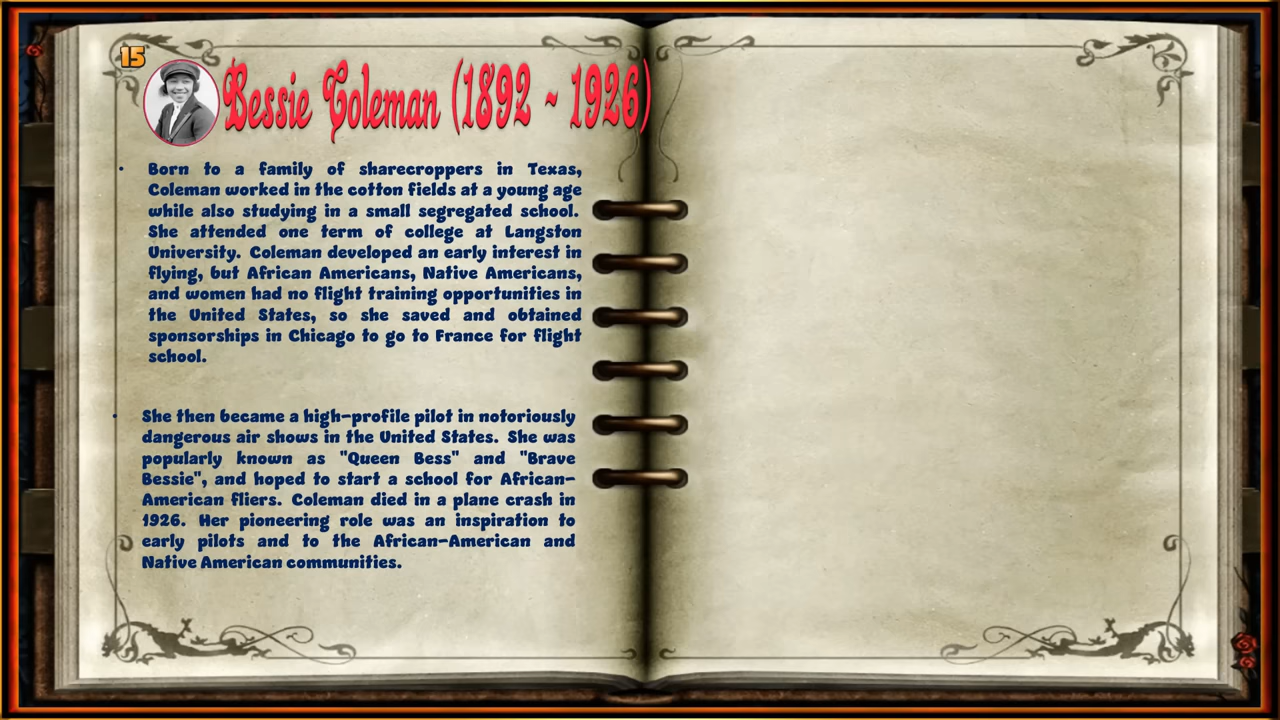 15
Bessie Coleman (1892 ~ 1926)
• Born to a family of sharecroppers in Texas,
Coleman worked in the cotton fields at a young age
while also studying in a small segregated school.
She attended one term of college at Langston
University. Coleman developed an early interest in
flying, but African Americans, Native Americans,
and women had no flight training opportunities in
the United States, so she saved and obtained
sponsorships in Chicago to go to France for flight
school.
• She then became a high-profile pilot in notoriously
dangerous air shows in the United States. She was
popularly known as "Queen Bess" and "Brave
Bessie", and hoped to start a school for African-
American fliers. Coleman died in a plane crash in
1926. Her pioneering role was an inspiration to
early pilots and to the African-American and
Native American communities.